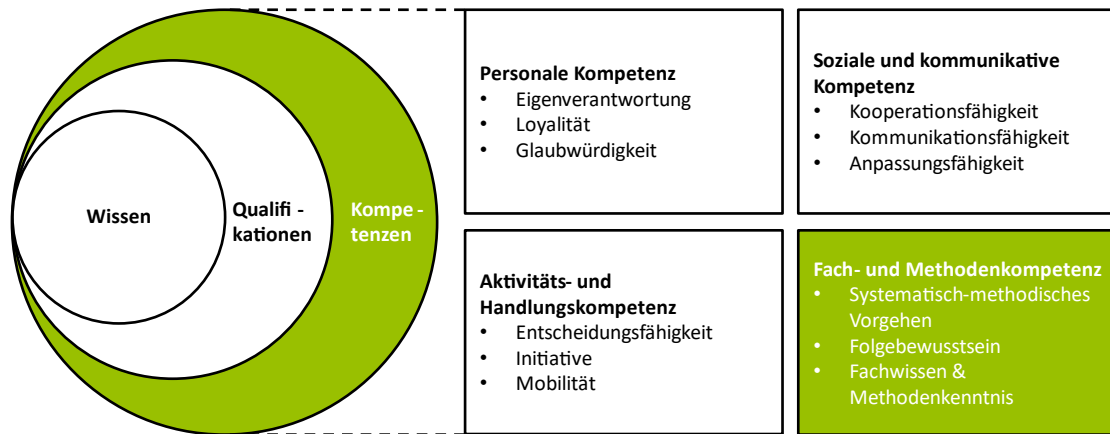 Wissen
Qualifi -
kationen
Kompe -
tenzen
Personale Kompetenz
• Eigenverantwortung
• Loyalität
• Glaubwürdigkeit
Soziale und kommunikative
Kompetenz
• Kooperationsfähigkeit
• Kommunikationsfähigkeit
• Anpassungsfähigkeit
Aktivitäts- und
Handlungskompetenz
• Entscheidungsfähigkeit
• Initiative
• Mobilität
Fach- und Methodenkompetenz
• Systematisch-methodisches
Vorgehen
• Folgebewusstsein
• Fachwissen &
Methodenkenntnis